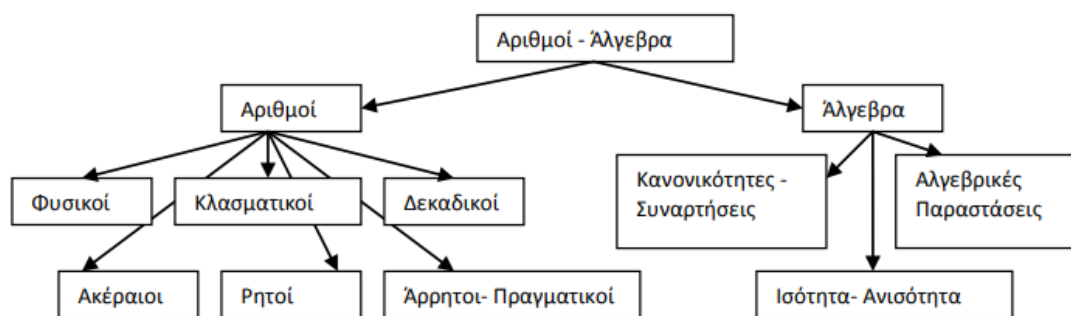 Αριθμοί - Άλγεβρα
Αριθμοί
Άλγεβρα
Φυσικοί
Κλασματικοί
Δεκαδικοί
Κανονικότητες -
Συναρτήσεις
Αλγεβρικές
Παραστάσεις
Ακέραιοι
Ρητοί
Άρρητοι- Πραγματικοί
Ισότητα- Ανισότητα